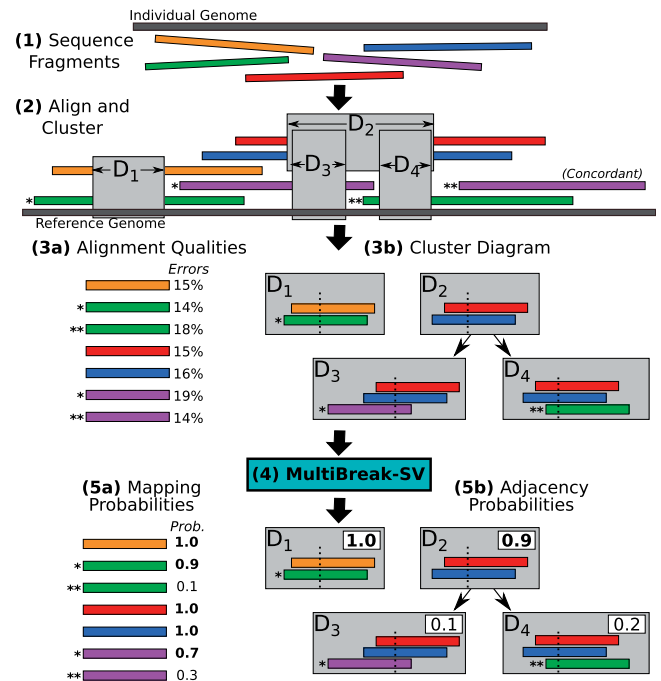 Individual Genome
(1) Sequence
Fragments
(2) Align and
Cluster
D2
D1
D3
D4
(Concordant)
*
**
*
**
Reference Genome
(3a) Alignment Qualities
(3b) Cluster Diagram
Errors
15%
* 14%
** 18%
15%
16%
* 19%
** 14%
D1
*
D2
D3
*
D4
**
(4) MultiBreak-SV
(5a) Mapping
Probabilities
(5b) Adjacency
Probabilities
Prob.
1.0
* 0.9
** 0.1
1.0
1.0
* 0.7
** 0.3
D1 1.0
*
D2 0.9
D3 0.1
*
D4 0.2
**